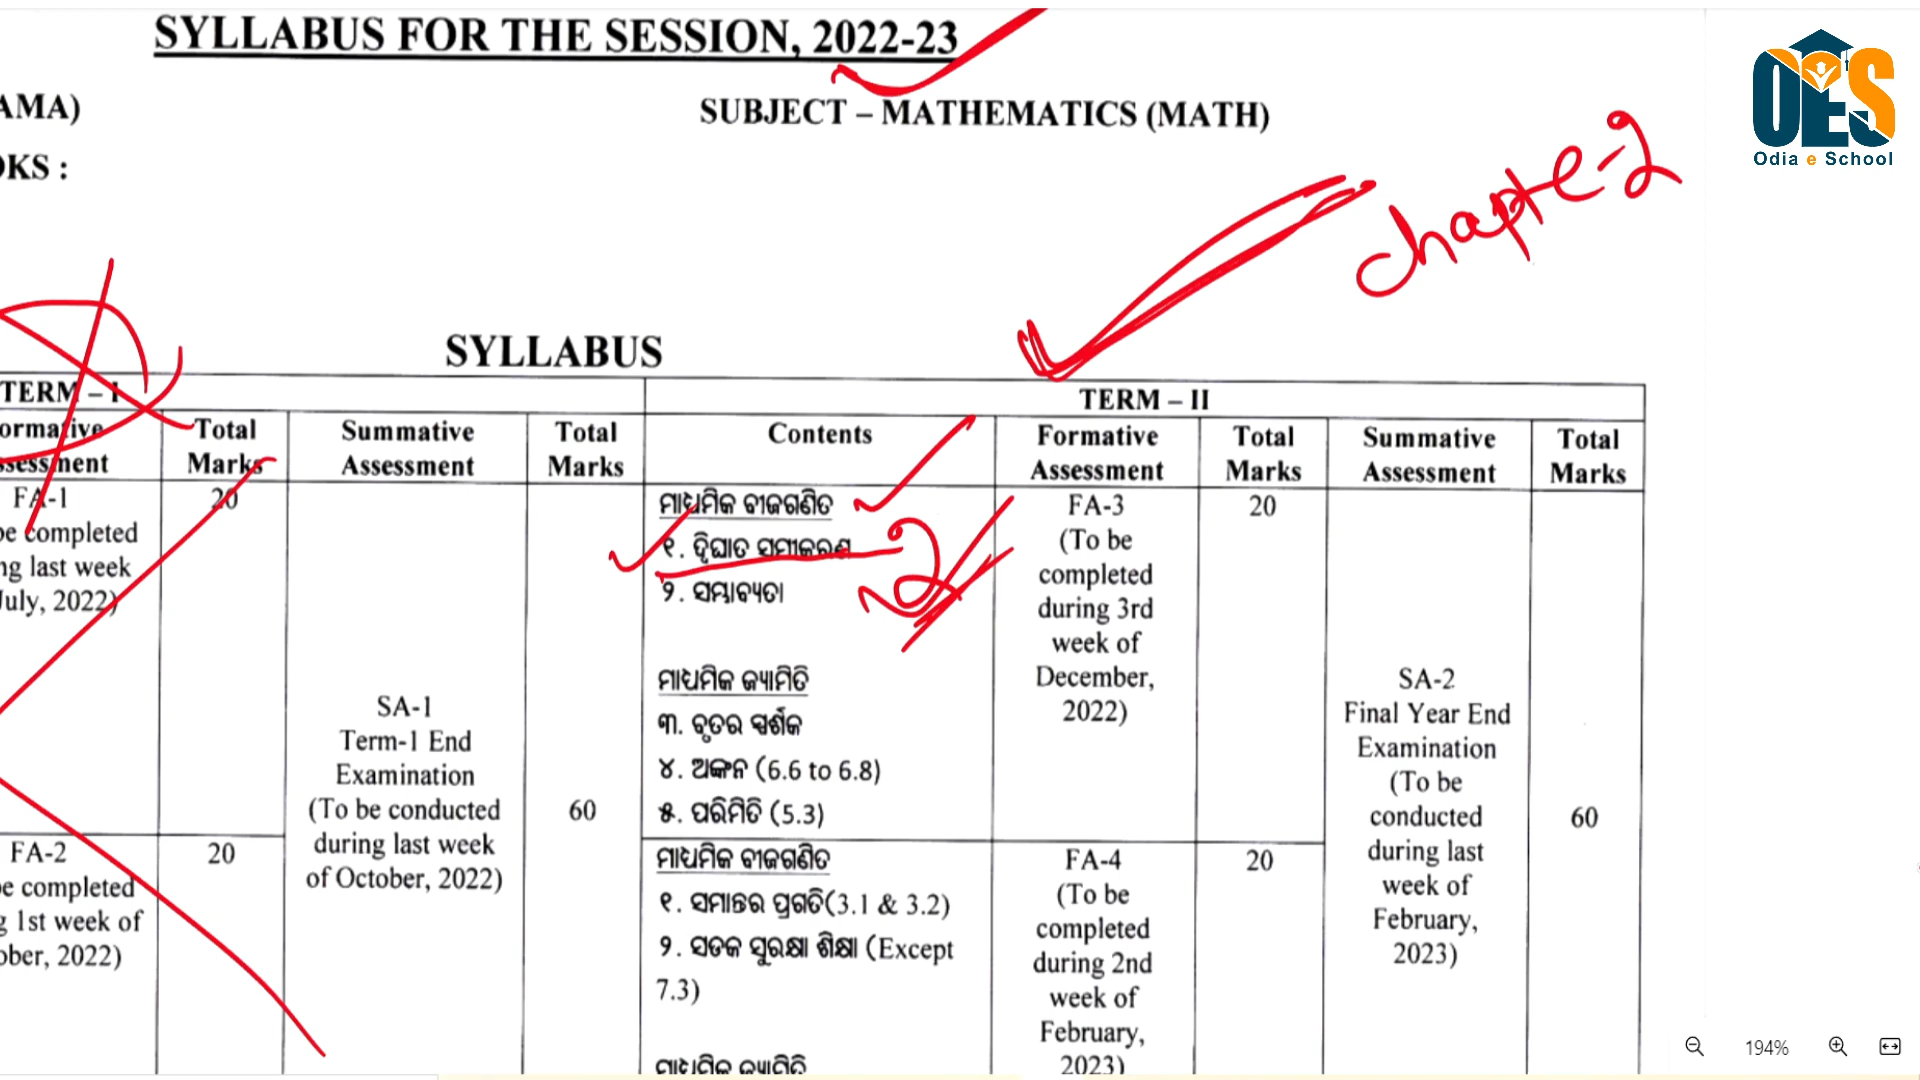 SYLLABUS FOR THE SESSION, 2022-23
OES
Odia e School
AMA)
SUBJECT – MATHEMATICS (MATH)
OKS :
chapte-2
SYLLABUS
TERM – I
TERM – II
ormative
ssessment
Total
Marks
Summative
Assessment
Total
Marks
Contents
Formative
Assessment
Total
Marks
Summative
Assessment
Total
Marks
FA-1
be completed
ng last week
July, 2022)
20
SA-1
Term-1 End
Examination
(To be conducted
during last week
of October, 2022)
60
ମାଧ୍ୟମିକ ବୀଜଗଣିତ
୧. ଦ୍ୱିଘାତ ସମୀକରଣ
2
୨. ସମ୍ଭାବ୍ୟତା
ମାଧ୍ୟମିକ ଜ୍ୟାମିତି
୩. ବୃତ୍ତର ସ୍ପର୍ଶକ
୪. ଅଙ୍କନ (6.6 to 6.8)
୫. ପରିମିତି (5.3)
FA-3
(To be
completed
during 3rd
week of
December,
2022)
20
SA-2
Final Year End
Examination
(To be
conducted
during last
week of
February,
2023)
60
FA-2
e completed
g 1st week of
ober, 2022)
20
ମାଧ୍ୟମିକ ବୀଜଗଣିତ
୧. ସମାନ୍ତର ପ୍ରଗତି(3.1 & 3.2)
୨. ସଡକ ସୁରକ୍ଷା ଶିକ୍ଷା (Except
7.3)
ମାଧ୍ୟମିକ ଜ୍ୟାମିତି
FA-4
(To be
completed
during 2nd
week of
February,
2023)
20
194%